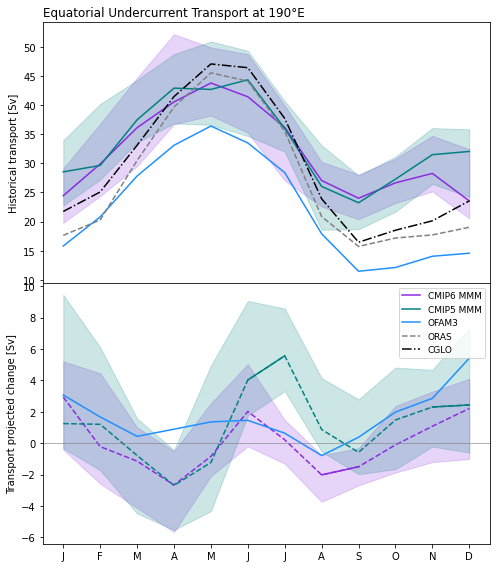 Equatorial Undercurrent Transport at 190°E
Historical transport [Sv]
50
45
40
35
30
25
20
15
10
Transport projected change [Sv]
10
8
6
4
2
0
−2
−4
−6
CMIP6 MMM
CMIP5 MMM
OFAM3
ORAS
CGLO
J F M A M J J A S O N D